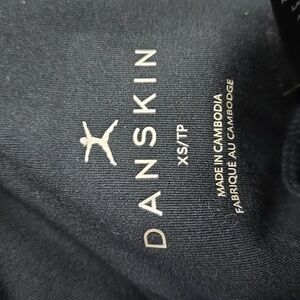 DANSKIN
XS/TP
MADE IN CAMBODIA
FABRIQUÉ AU CAMBODGE